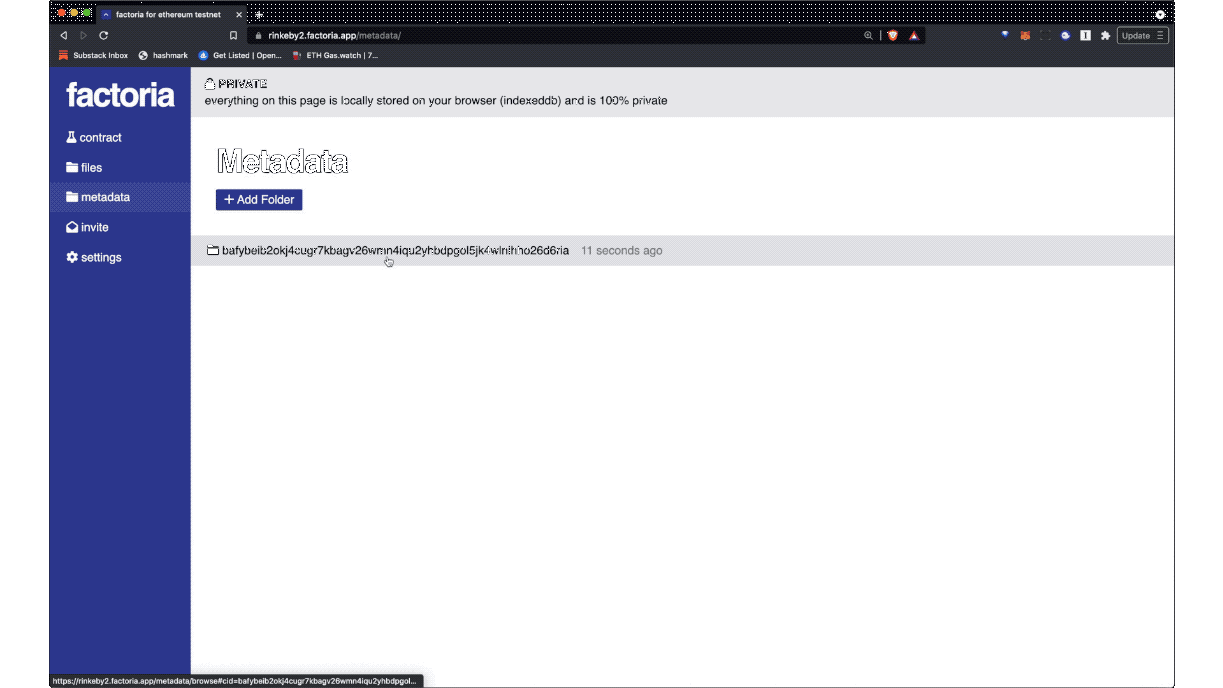 factoria for ethereum testnet
rinkeby2.factoria.app/metadata/
Update
Substack Inbox hashmark Get Listed | Open... ETH Gas.watch | 7...
factoria
PRIVATE
everything on this page is locally stored on your browser (indexeddb) and is 100% private
contract
files
metadata
invite
settings
Metadata
+ Add Folder
11 seconds ago
https://rinkeby2.factoria.app/metadata/browse#cid=bafybeib2okj4cugr7kbagv26wmn4iqu2yhbdpgol...